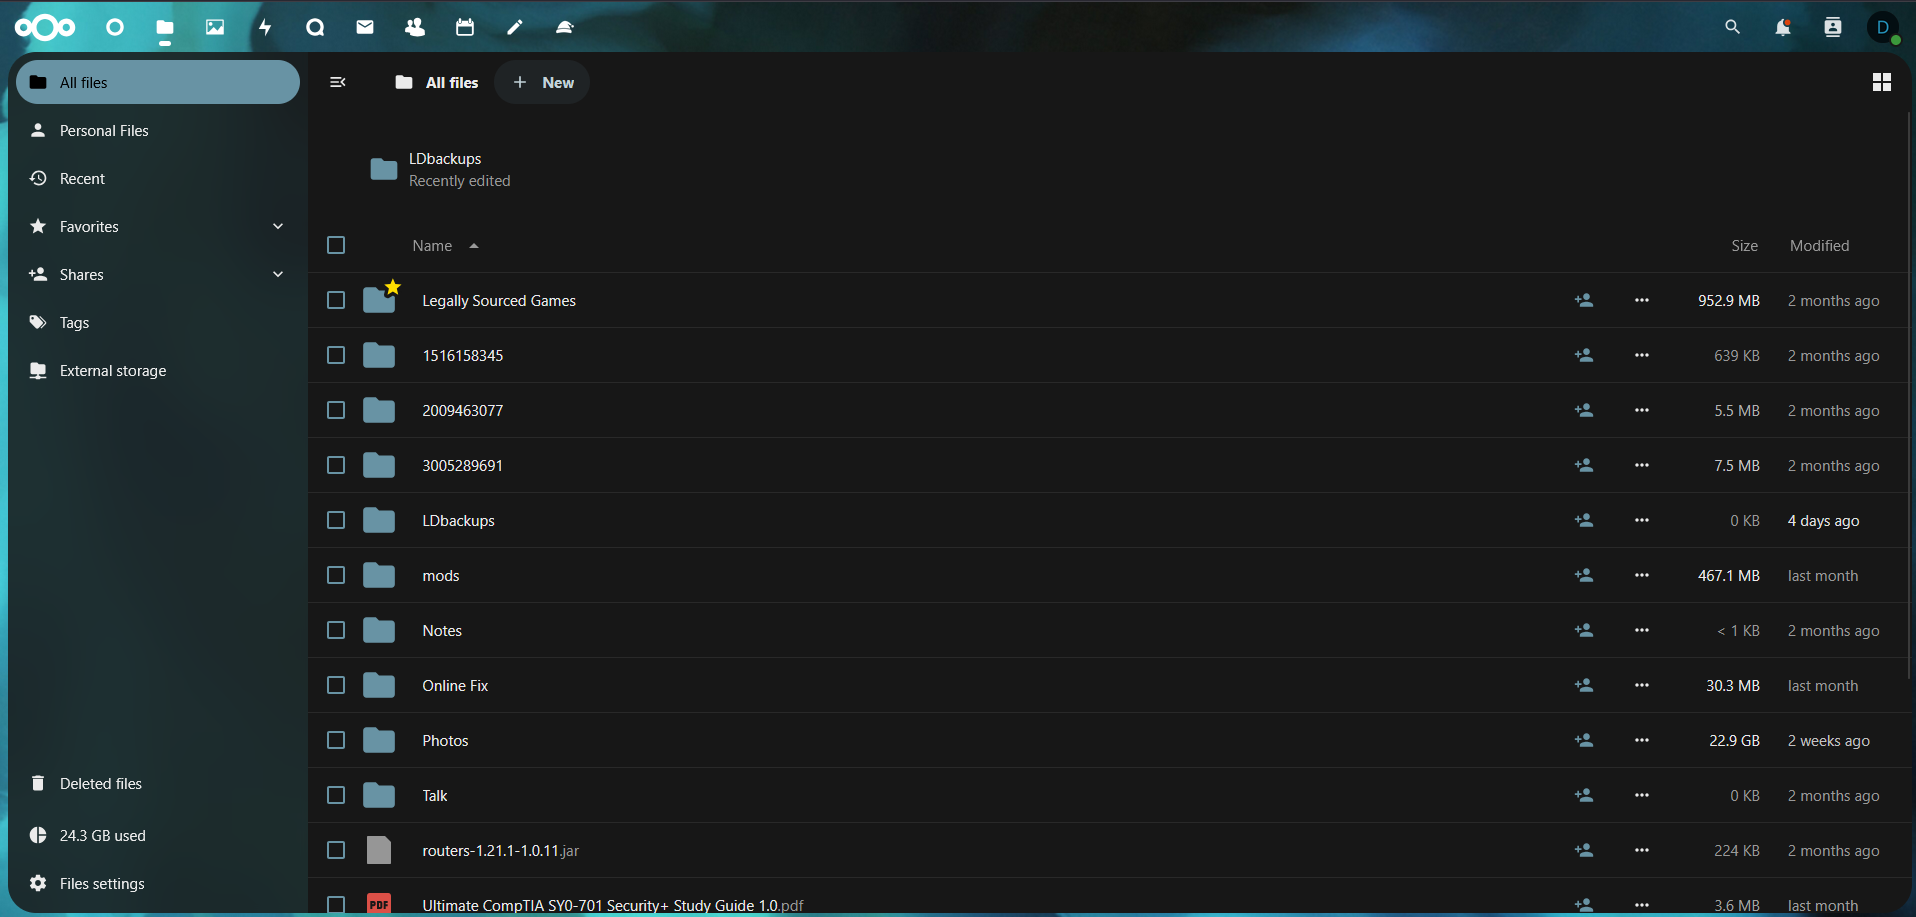 D
All files
Personal Files
Recent
Favorites
Shares
Tags
External storage
Deleted files
24.3 GB used
Files settings
All files
New
LDbackups
Recently edited
Name Size Modified
Legally Sourced Games 952.9 MB 2 months ago
1516158345 639 KB 2 months ago
2009463077 5.5 MB 2 months ago
3005289691 7.5 MB 2 months ago
LDbackups 0 KB 4 days ago
mods 467.1 MB last month
Notes < 1 KB 2 months ago
Online Fix 30.3 MB last month
Photos 22.9 GB 2 weeks ago
Talk 0 KB 2 months ago
routers-1.21.1-1.0.11.jar 224 KB 2 months ago
PDF Ultimate CompTIA SY0-701 Security+ Study Guide 1.0.pdf 3.6 MB last month